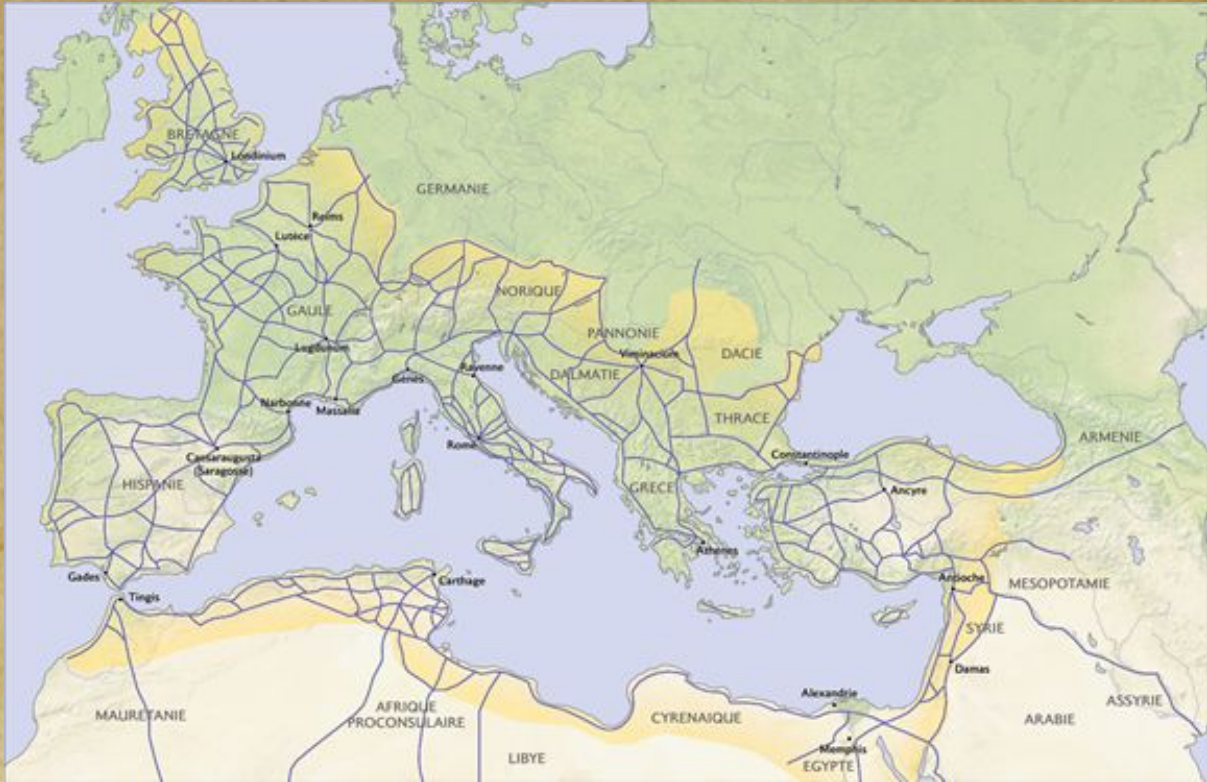 BRETAGNE
Londinium
GERMANIE
Reims
Lutèce
NORIQUE
GAULE
PANNONIE
Lugdunum
Viminacium
DACIE
DALMATIE
Ravenne
Gênes
Narbonne
Massalia
THRACE
Rome
ARMENIE
Caesaraugusta
(Saragosse)
Constantinople
HISPANIE
GRECE
Ancyre
Athènes
Gades
Carthage
Antioche
MESOPOTAMIE
Tingis
SYRIE
Damas
Alexandrie
ASSYRIE
MAURETANIE
AFRIQUE
PROCONSULAIRE
CYRENAIQUE
ARABIE
Memphis
LIBYE
EGYPTE